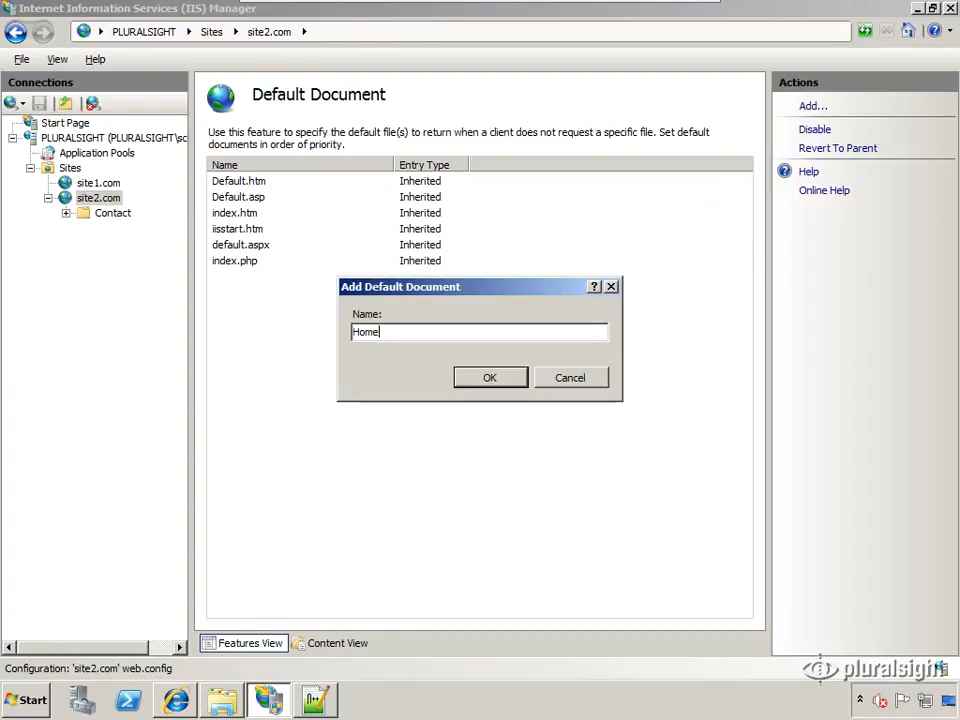 Internet Information Services (IIS) Manager
PLURALSIGHT
Sites
site2.com
File
View
Help
Connections
Start Page
PLURALSIGHT (PLURALSIGHT\sc
Application Pools
Sites
site1.com
site2.com
Contact
Default Document
Use this feature to specify the default file(s) to return when a client does not request a specific file. Set default
documents in order of priority.
Name
Entry Type
Default.htm
Inherited
Default.asp
Inherited
index.htm
Inherited
iisstart.htm
Inherited
default.aspx
Inherited
index.php
Inherited
Add Default Document
Name:
Home
OK
Cancel
Features View
Content View
Actions
Add...
Disable
Revert To Parent
Help
Online Help
Configuration: 'site2.com' web.config
pluralsight
Start